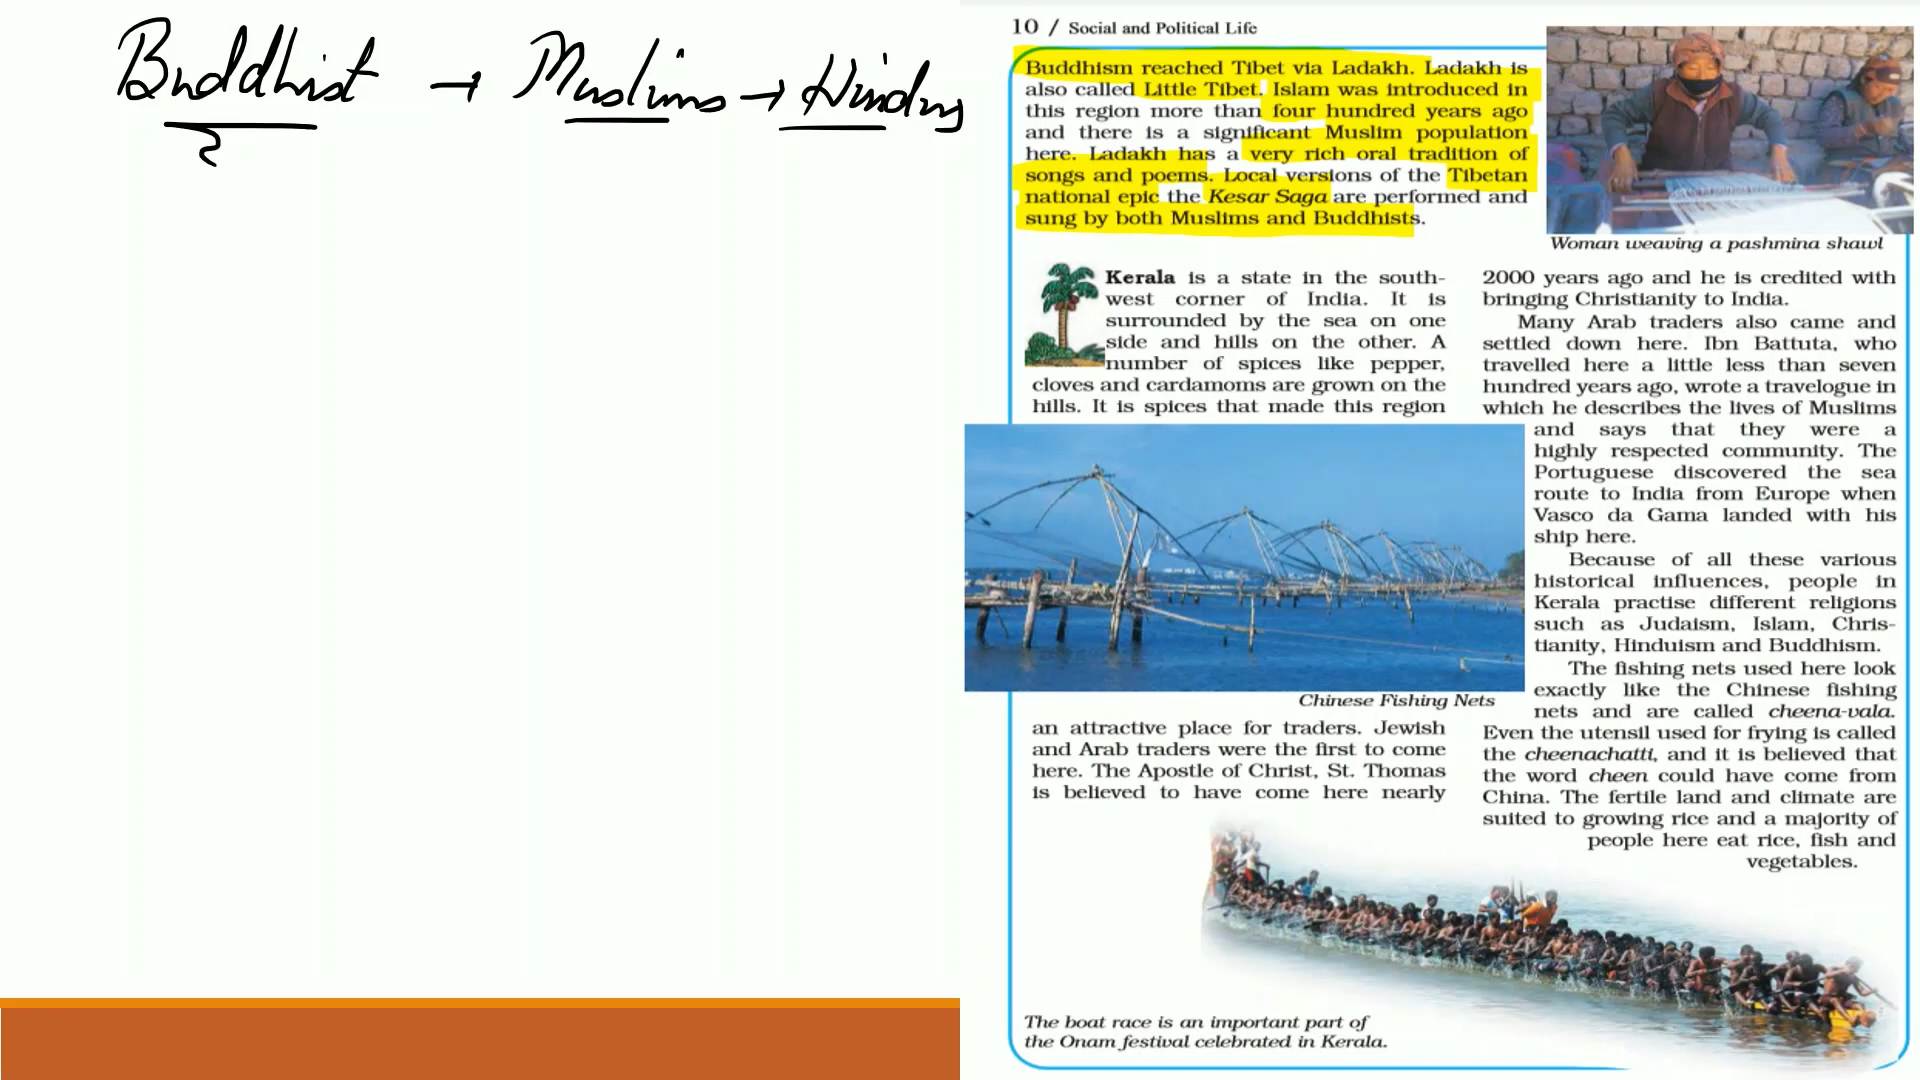 Buddhist → Muslims → Hindus
10 / Social and Political Life
Buddhism reached Tibet via Ladakh. Ladakh is
also called Little Tibet. Islam was introduced in
this region more than four hundred years ago
and there is a significant Muslim population
here. Ladakh has a very rich oral tradition of
songs and poems. Local versions of the Tibetan
national epic the Kesar Saga are performed and
sung by both Muslims and Buddhists.
Woman weaving a pashmina shawl
Kerala is a state in the south-
west corner of India. It is
surrounded by the sea on one
side and hills on the other. A
number of spices like pepper,
cloves and cardamoms are grown on the
hills. It is spices that made this region
Chinese Fishing Nets
an attractive place for traders. Jewish
and Arab traders were the first to come
here. The Apostle of Christ, St. Thomas
is believed to have come here nearly
2000 years ago and he is credited with
bringing Christianity to India.
Many Arab traders also came and
settled down here. Ibn Battuta, who
travelled here a little less than seven
hundred years ago, wrote a travelogue in
which he describes the lives of Muslims
and says that they were a
highly respected community. The
Portuguese discovered the sea
route to India from Europe when
Vasco da Gama landed with his
ship here.
Because of all these various
historical influences, people in
Kerala practise different religions
such as Judaism, Islam, Chris-
tianity, Hinduism and Buddhism.
The fishing nets used here look
exactly like the Chinese fishing
nets and are called cheena-vala.
Even the utensil used for frying is called
the cheenachatti, and it is believed that
the word cheen could have come from
China. The fertile land and climate are
suited to growing rice and a majority of
people here eat rice, fish and
vegetables.
The boat race is an important part of
the Onam festival celebrated in Kerala.